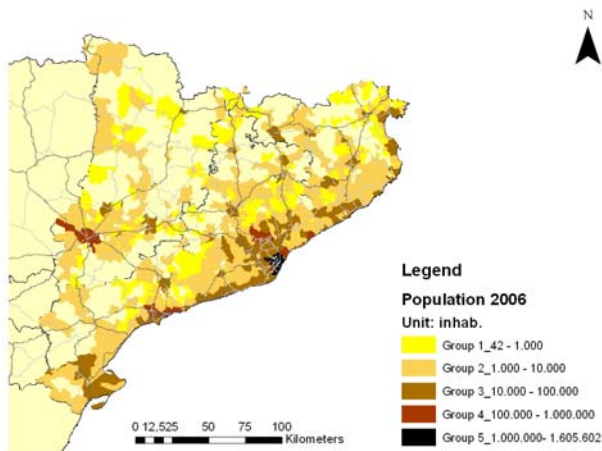 N
Legend
Population 2006
Unit: inhab.
Group 1_42 - 1.000
Group 2_1.000 - 10.000
Group 3_10.000 - 100.000
Group 4_100.000 - 1.000.000
Group 5_1.000.000- 1.605.602
0 12,525 50 75 100
Kilometers